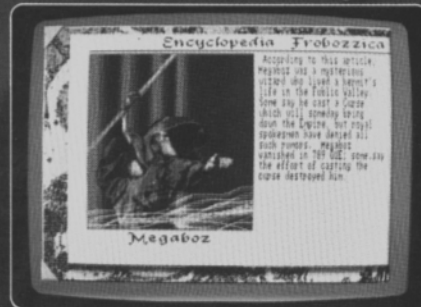 Encyclopedia Frobozzica
According to this article,
Megaboz was a mysterious
wizard who lived a hermit's
life in the Fublio Valley.
Some say he cast a Curse
which will someday bring
down the Empire, but royal
spokesmen have denied all
such rumors. Megaboz
vanished in 789 GUE; some say
the effort of casting the
curse destroyed him.
Megaboz